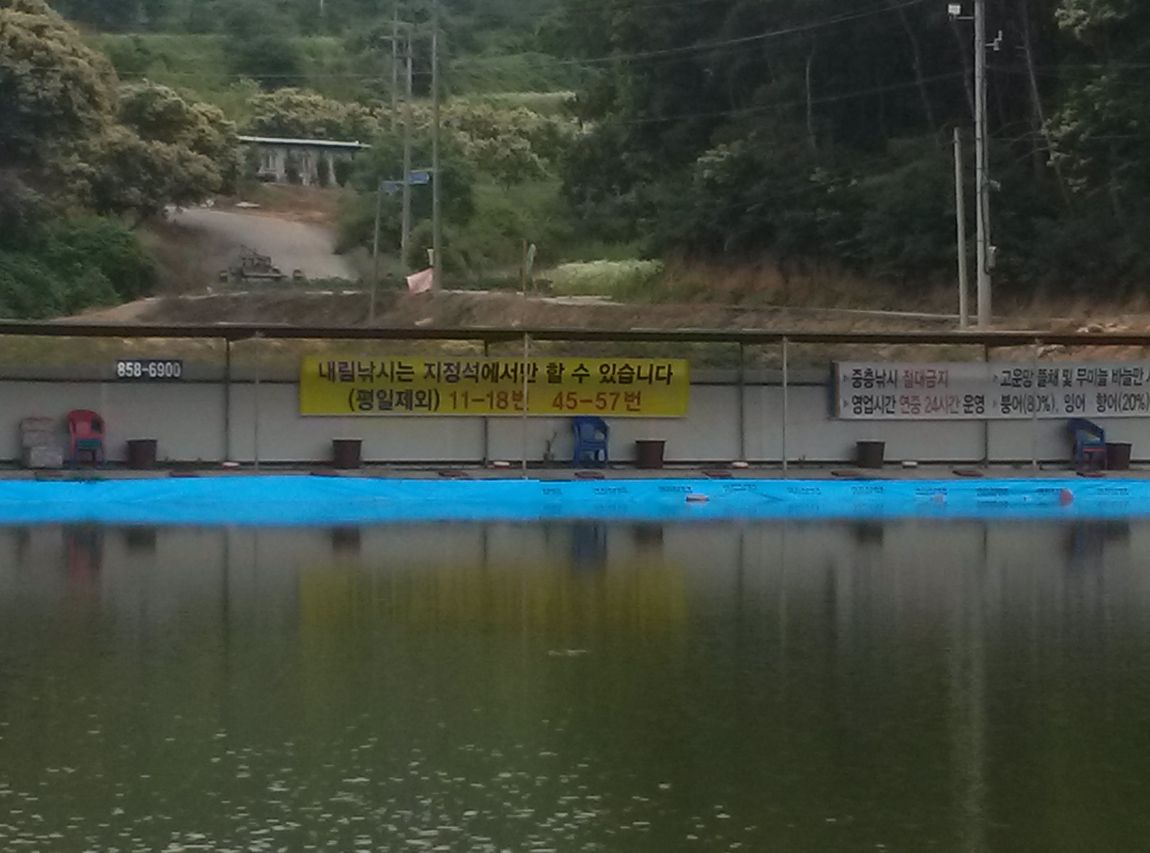 858-6900
내림낚시는 지정석에서만 할 수 있습니다
(평일제외) 11-18번 45-57번
중층낚시 절대금지
영업시간 연중 24시간 운영
고운망 뜰채 및 무미늘 바늘만
붕어(80%), 잉어 향어(20%)